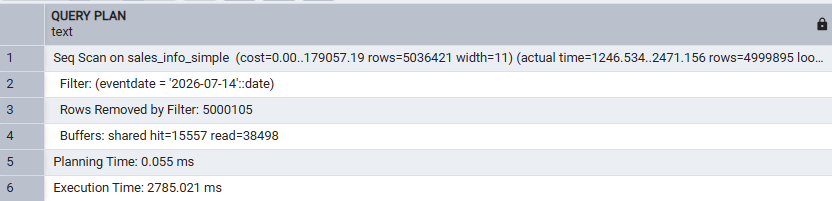 QUERY PLAN
text
1 Seq Scan on sales_info_simple (cost=0.00..179057.19 rows=5036421 width=11) (actual time=1246.534..2471.156 rows=4999895 loo...
2 Filter: (eventdate = '2026-07-14'::date)
3 Rows Removed by Filter: 5000105
4 Buffers: shared hit=15557 read=38498
5 Planning Time: 0.055 ms
6 Execution Time: 2785.021 ms